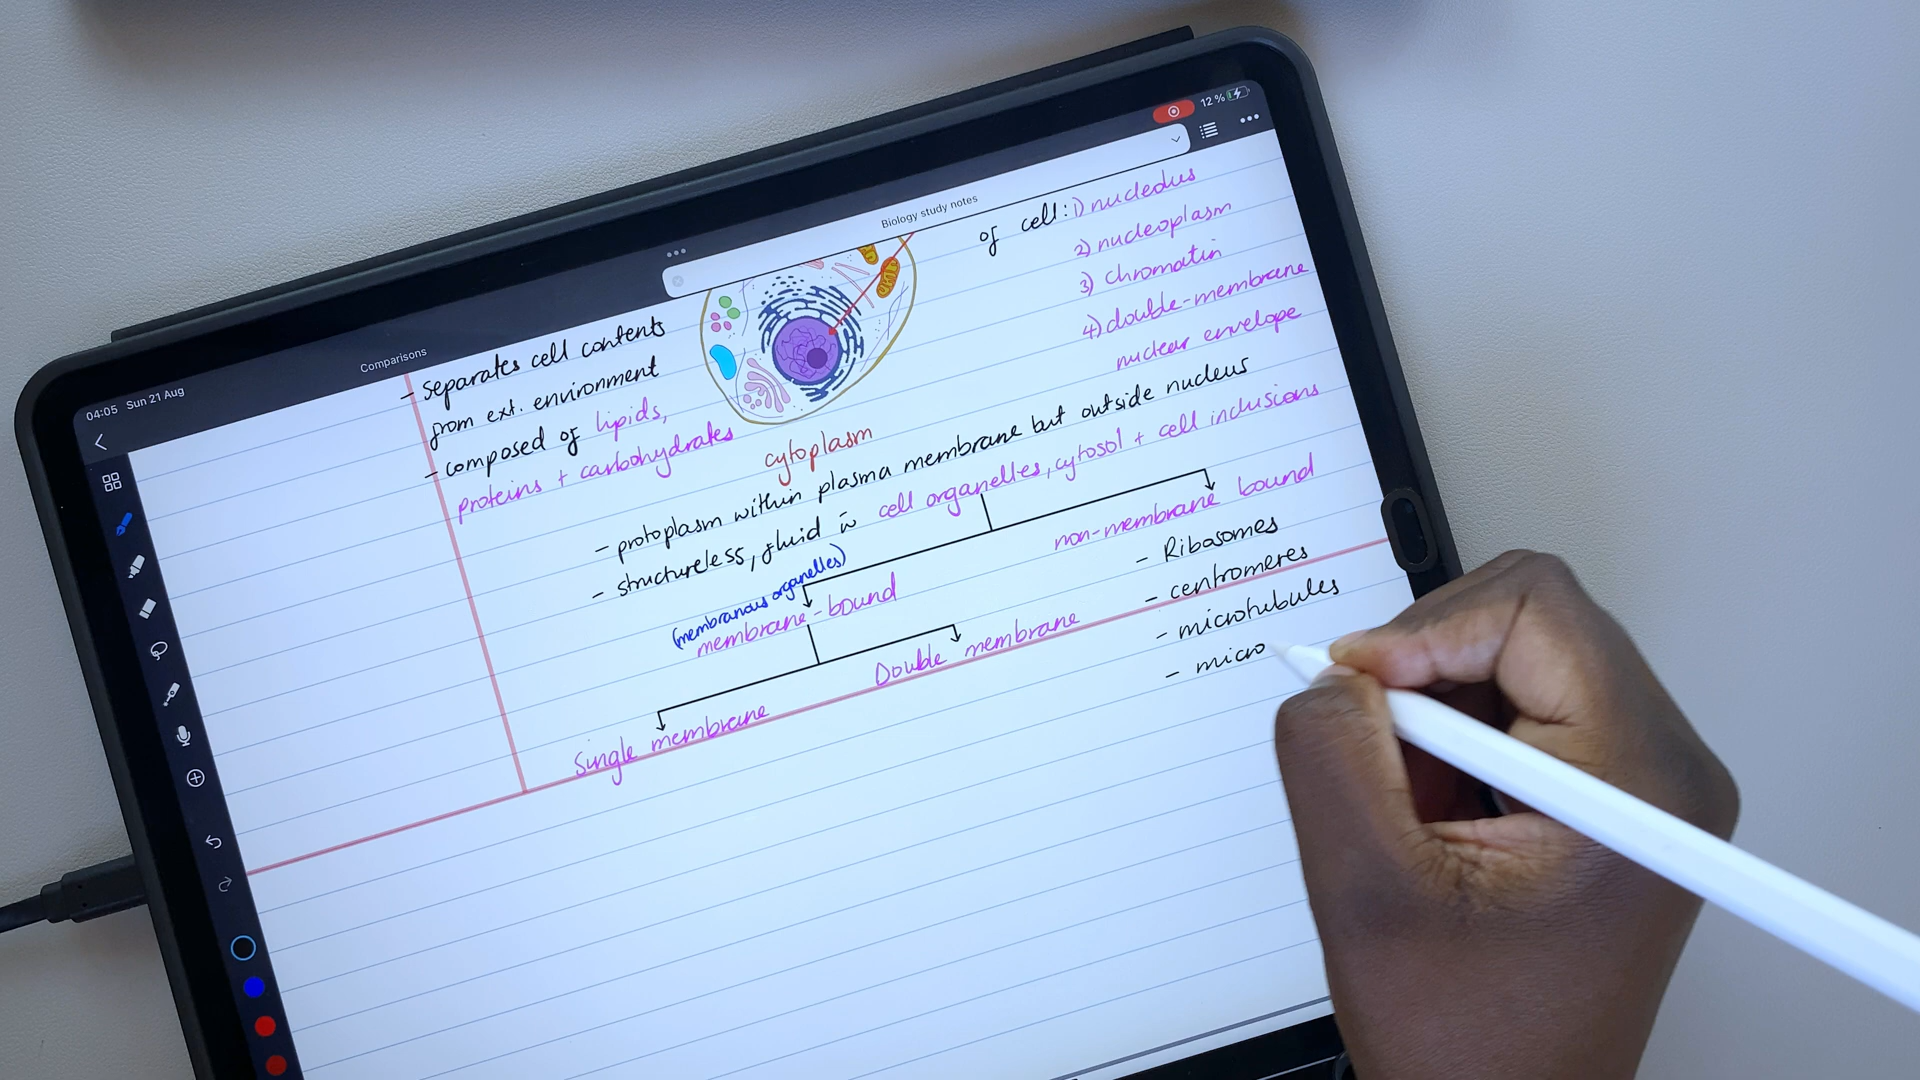 04:05 Sun 21 Aug
12 %
Comparisons
Biology study notes
- Separates cell contents
from ext. environment
- composed of lipids,
proteins + carbohydrates
of cell: 1) nucleolus
2) nucleoplasm
3) chromatin
4) double-membrane
nuclear envelope
cytoplasm
- protoplasm within plasma membrane but outside nucleus
- structureless, fluid w cell organelles, cytosol + cell inclusions
(membranous organelles)
membrane-bound
non-membrane bound
- Ribosomes
- centromeres
- microtubules
- micro
Single membrane
Double membrane